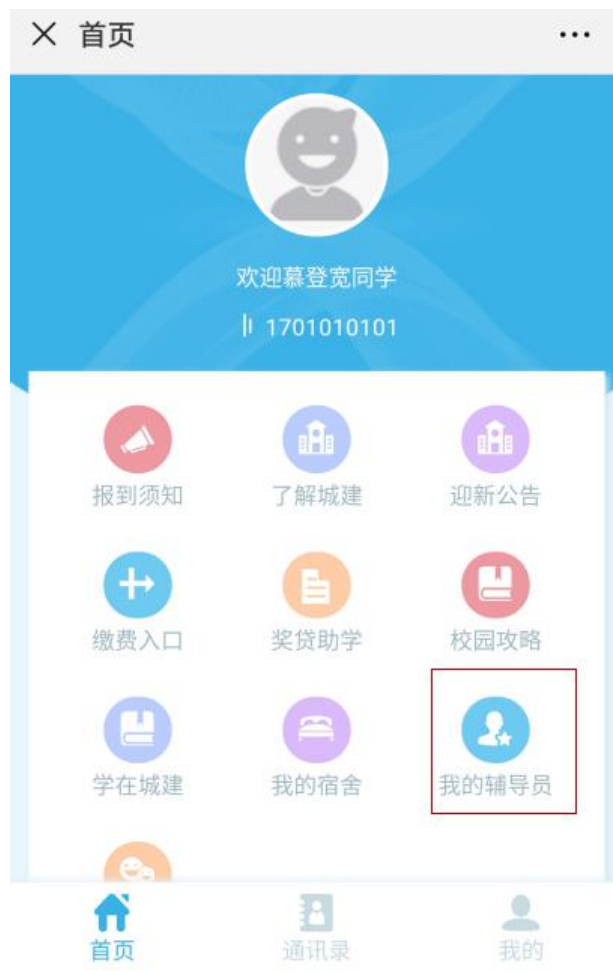 首页
欢迎慕登宽同学
1701010101
报到须知 了解城建 迎新公告
缴费入口 奖贷助学 校园攻略
学在城建 我的宿舍 我的辅导员
首页 通讯录 我的